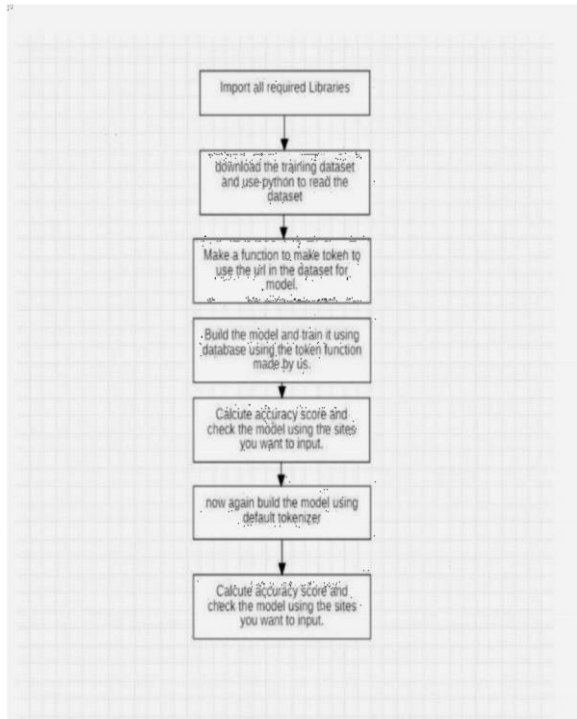 Import all required Libraries
download the training dataset
and use-python to read the
dataset
Make a function to make token to
use the url in the dataset for
model.
Build the model and train it using
database using the token function
made by us.
Calcute accuracy score and
check the model using the sites
you want to input.
now again build the model using
default tokenizer
Calcute accuracy score and
check the model using the sites
you want to input.